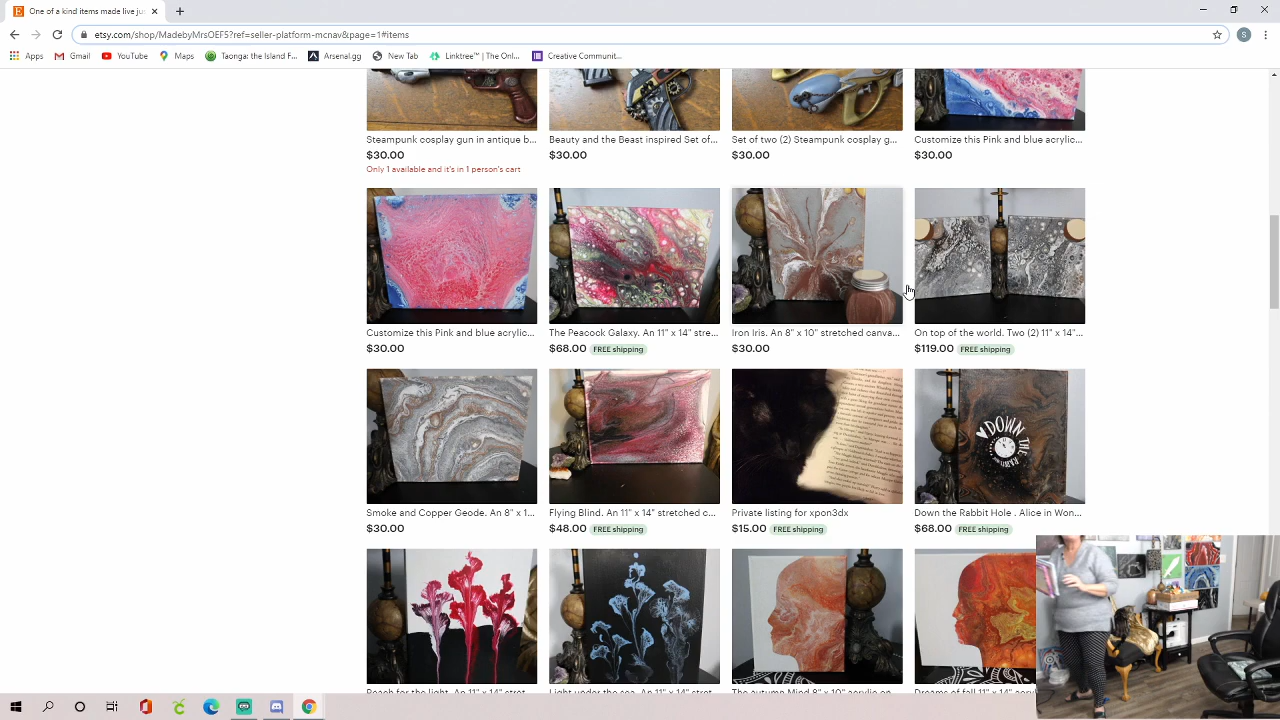 One of a kind items made live ju
etsy.com/shop/MadebyMrsOEF5?ref=seller-platform-mcnav&page=1#items
S
Apps Gmail YouTube Maps Taonga: the Island F... Arsenal.gg New Tab Linktree™ | The Onl... Creative Communit...
Steampunk cosplay gun in antique b... Beauty and the Beast inspired Set of... Set of two (2) Steampunk cosplay g... Customize this Pink and blue acrylic...
$30.00 $30.00 $30.00 $30.00
Only 1 available and it's in 1 person's cart
Customize this Pink and blue acrylic... The Peacock Galaxy. An 11" x 14" stre... Iron Iris. An 8" x 10" stretched canva... On top of the world. Two (2) 11" x 14"...
$30.00 $68.00 FREE shipping $30.00 $119.00 FREE shipping
DOWN THE
Smoke and Copper Geode. An 8" x 1... Flying Blind. An 11" x 14" stretched c... Private listing for xpon3dx Down the Rabbit Hole . Alice in Won...
$30.00 $48.00 FREE shipping $15.00 FREE shipping $68.00 FREE shipping